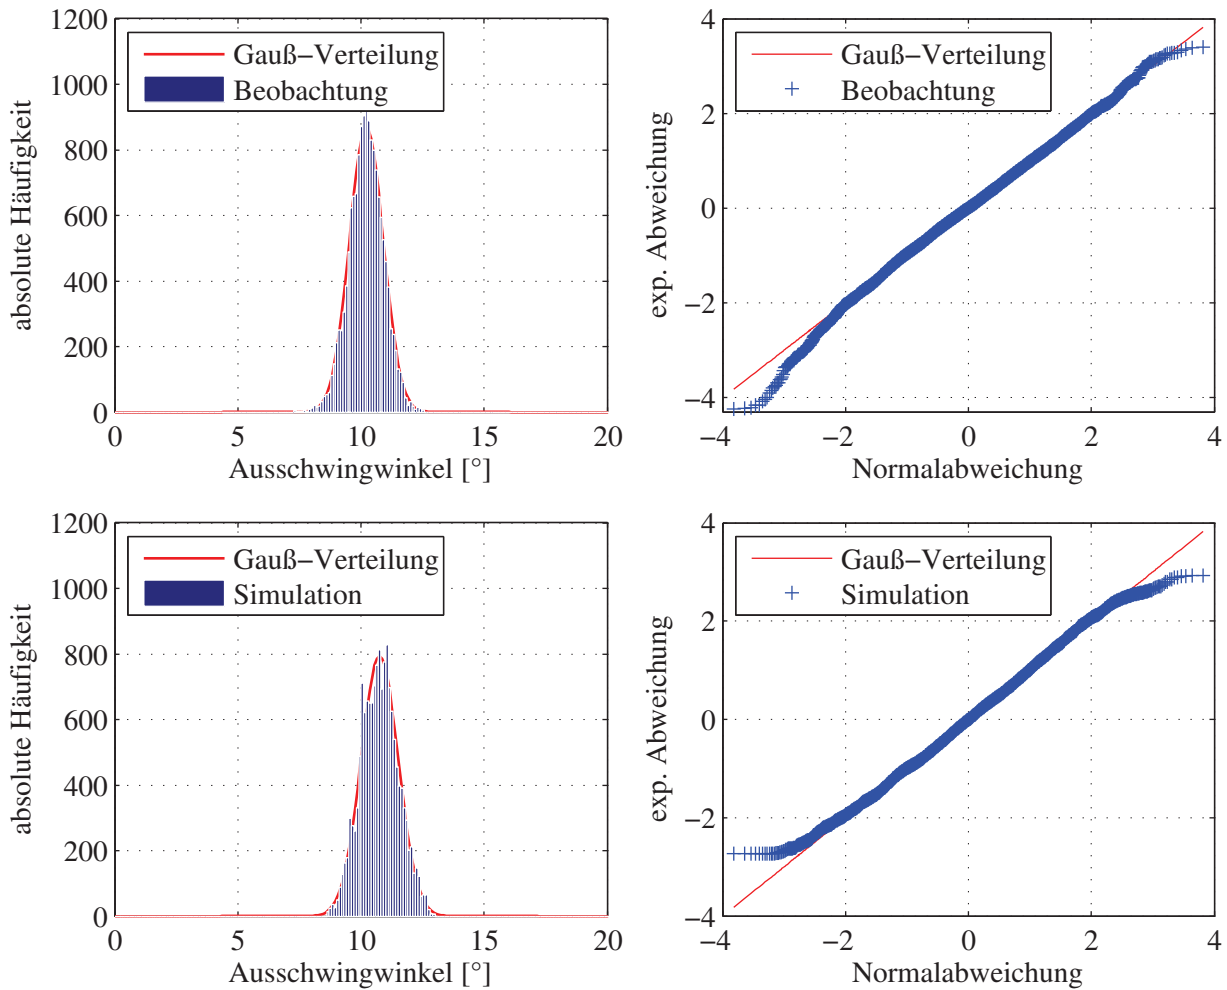 1200
1000
800
600
400
200
0
absolute Häufigkeit
Gauß−Verteilung
Beobachtung
0 5 10 15 20
Ausschwingwinkel [°]
4
2
0
−2
−4
exp. Abweichung
Gauß−Verteilung
Beobachtung
−4 −2 0 2 4
Normalabweichung
1200
1000
800
600
400
200
0
absolute Häufigkeit
Gauß−Verteilung
Simulation
0 5 10 15 20
Ausschwingwinkel [°]
4
2
0
−2
−4
exp. Abweichung
Gauß−Verteilung
Simulation
−4 −2 0 2 4
Normalabweichung